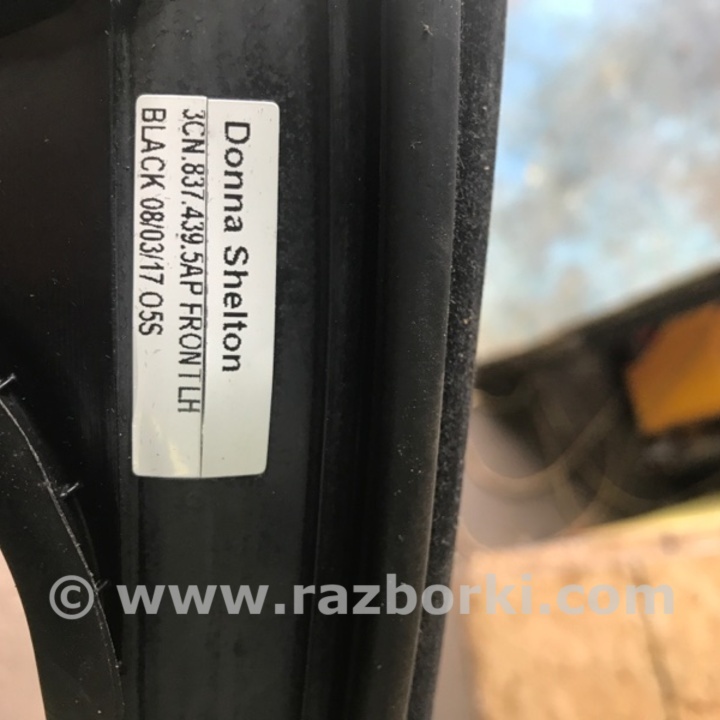 Donna Shelton
3CN.837.439.5AP FRONT LH
BLACK 08/03/17 05S
© www.razborki.com